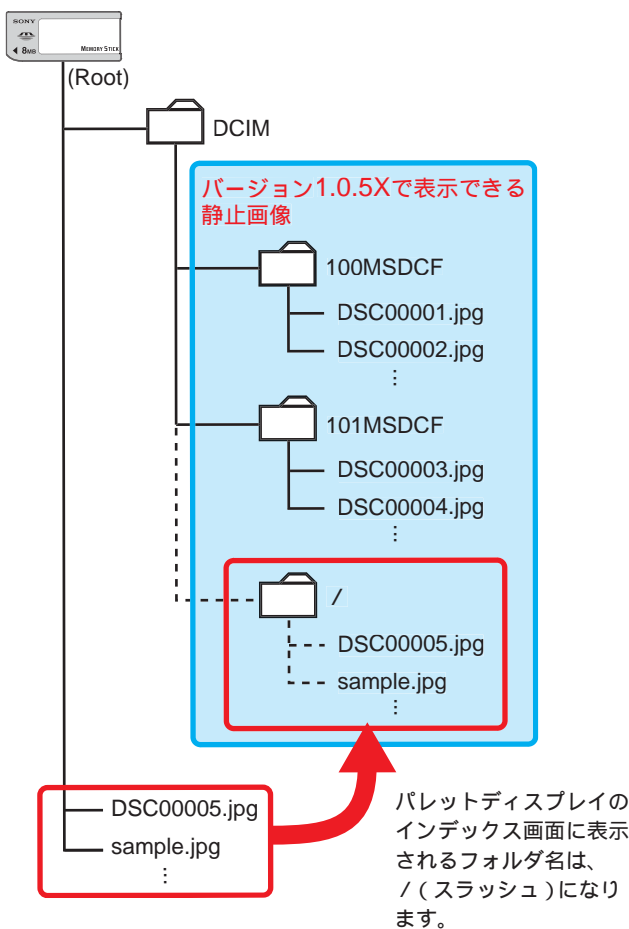 SONY
8MB
MEMORY STICK
(Root)
DCIM
バージョン1.0.5Xで表示できる
静止画像
100MSDCF
DSC00001.jpg
DSC00002.jpg
⋮
101MSDCF
DSC00003.jpg
DSC00004.jpg
⋮
/
DSC00005.jpg
sample.jpg
⋮
DSC00005.jpg
sample.jpg
⋮
パレットディスプレイの
インデックス画面に表示
されるフォルダ名は、
/(スラッシュ)になり
ます。